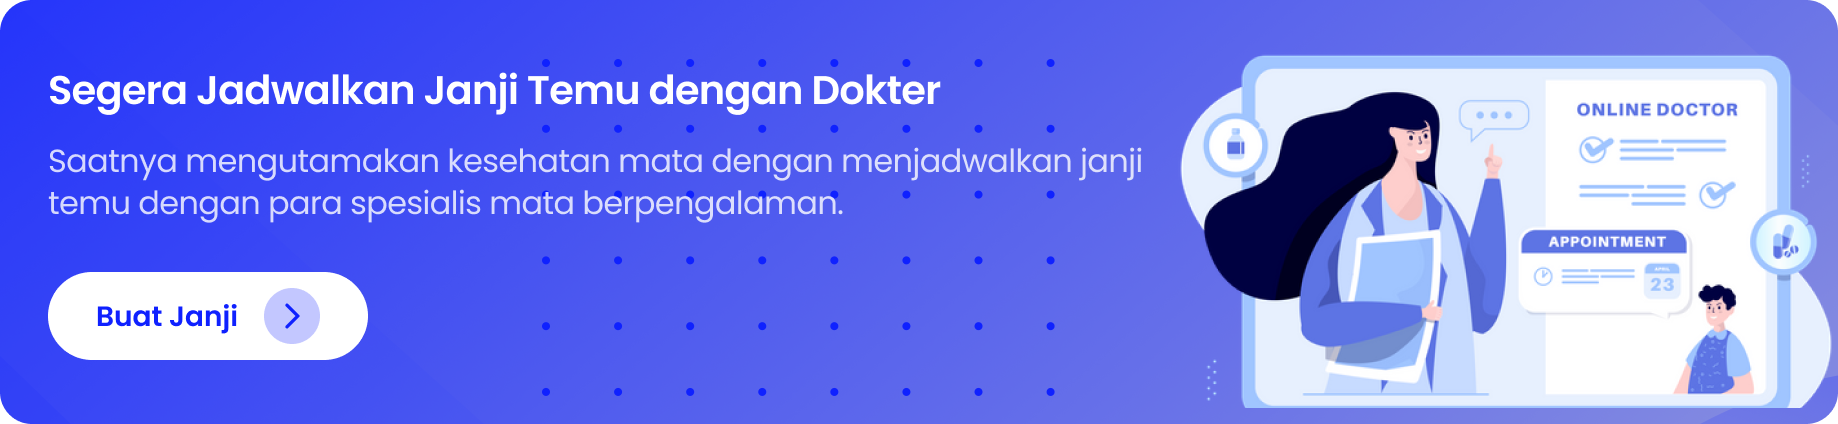 Segera Jadwalkan Janji Temu dengan Dokter
Saatnya mengutamakan kesehatan mata dengan menjadwalkan janji
temu dengan para spesialis mata berpengalaman.
Buat Janji
ONLINE DOCTOR
APPOINTMENT
APRIL
23